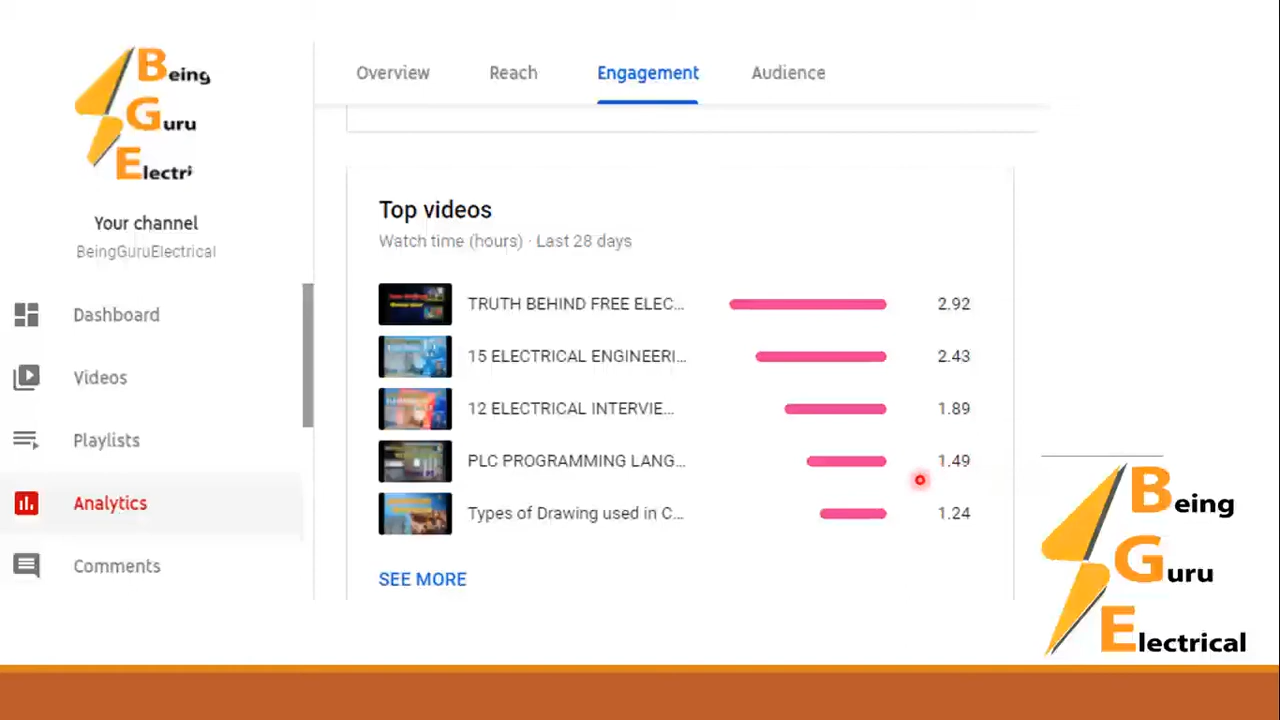 Being
Guru
Electri
Your channel
BeingGuruElectrical
Dashboard
Videos
Playlists
Analytics
Comments
Overview Reach Engagement Audience
Top videos
Watch time (hours) · Last 28 days
TRUTH BEHIND FREE ELEC... 2.92
15 ELECTRICAL ENGINEERI... 2.43
12 ELECTRICAL INTERVIE... 1.89
PLC PROGRAMMING LANG... 1.49
Types of Drawing used in C... 1.24
SEE MORE
Being
Guru
Electrical